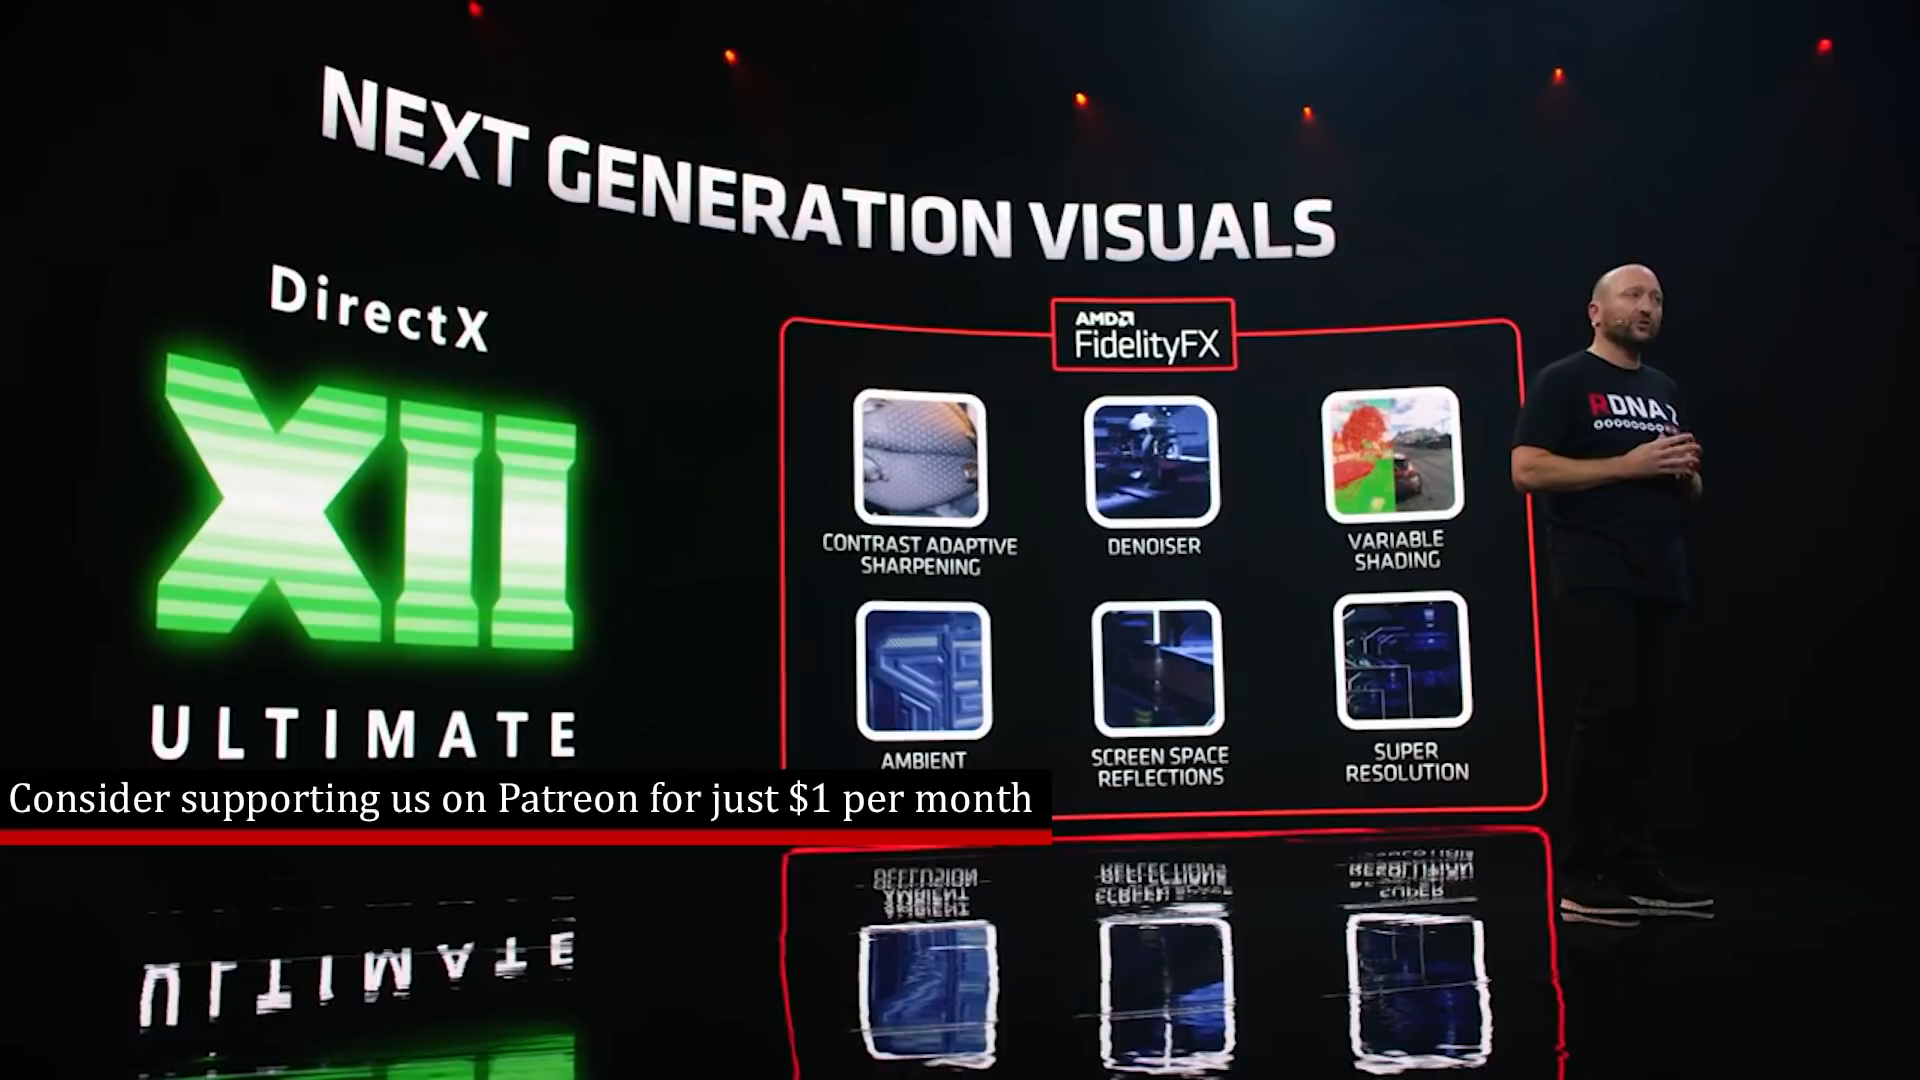 NEXT GENERATION VISUALS
DirectX
XII
ULTIMATE
AMD
FidelityFX
CONTRAST ADAPTIVE
SHARPENING
DENOISER
VARIABLE
SHADING
AMBIENT
SCREEN SPACE
REFLECTIONS
SUPER
RESOLUTION
RDNA 2
Consider supporting us on Patreon for just $1 per month